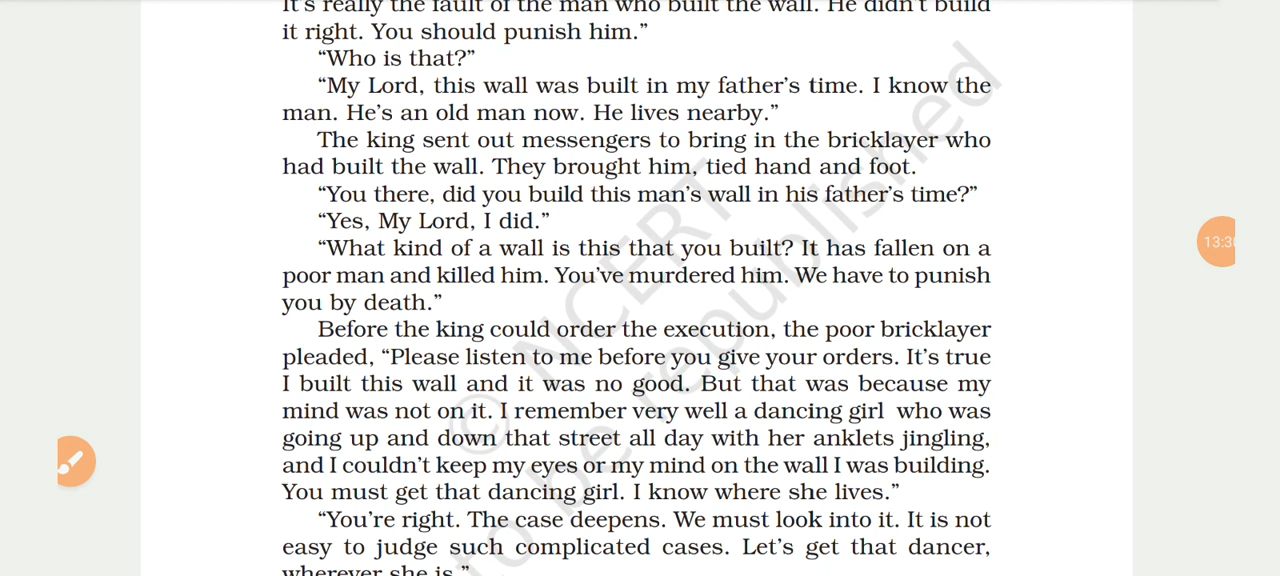 It's really the fault of the man who built the wall. He didn't build
it right. You should punish him.”
“Who is that?”
“My Lord, this wall was built in my father's time. I know the
man. He's an old man now. He lives nearby.”
The king sent out messengers to bring in the bricklayer who
had built the wall. They brought him, tied hand and foot.
“You there, did you build this man's wall in his father's time?”
“Yes, My Lord, I did.”
“What kind of a wall is this that you built? It has fallen on a
poor man and killed him. You've murdered him. We have to punish
you by death.”
Before the king could order the execution, the poor bricklayer
pleaded, “Please listen to me before you give your orders. It's true
I built this wall and it was no good. But that was because my
mind was not on it. I remember very well a dancing girl who was
going up and down that street all day with her anklets jingling,
and I couldn't keep my eyes or my mind on the wall I was building.
You must get that dancing girl. I know where she lives.”
“You're right. The case deepens. We must look into it. It is not
easy to judge such complicated cases. Let's get that dancer,
wherever she is.”
© NCERT
to be republished